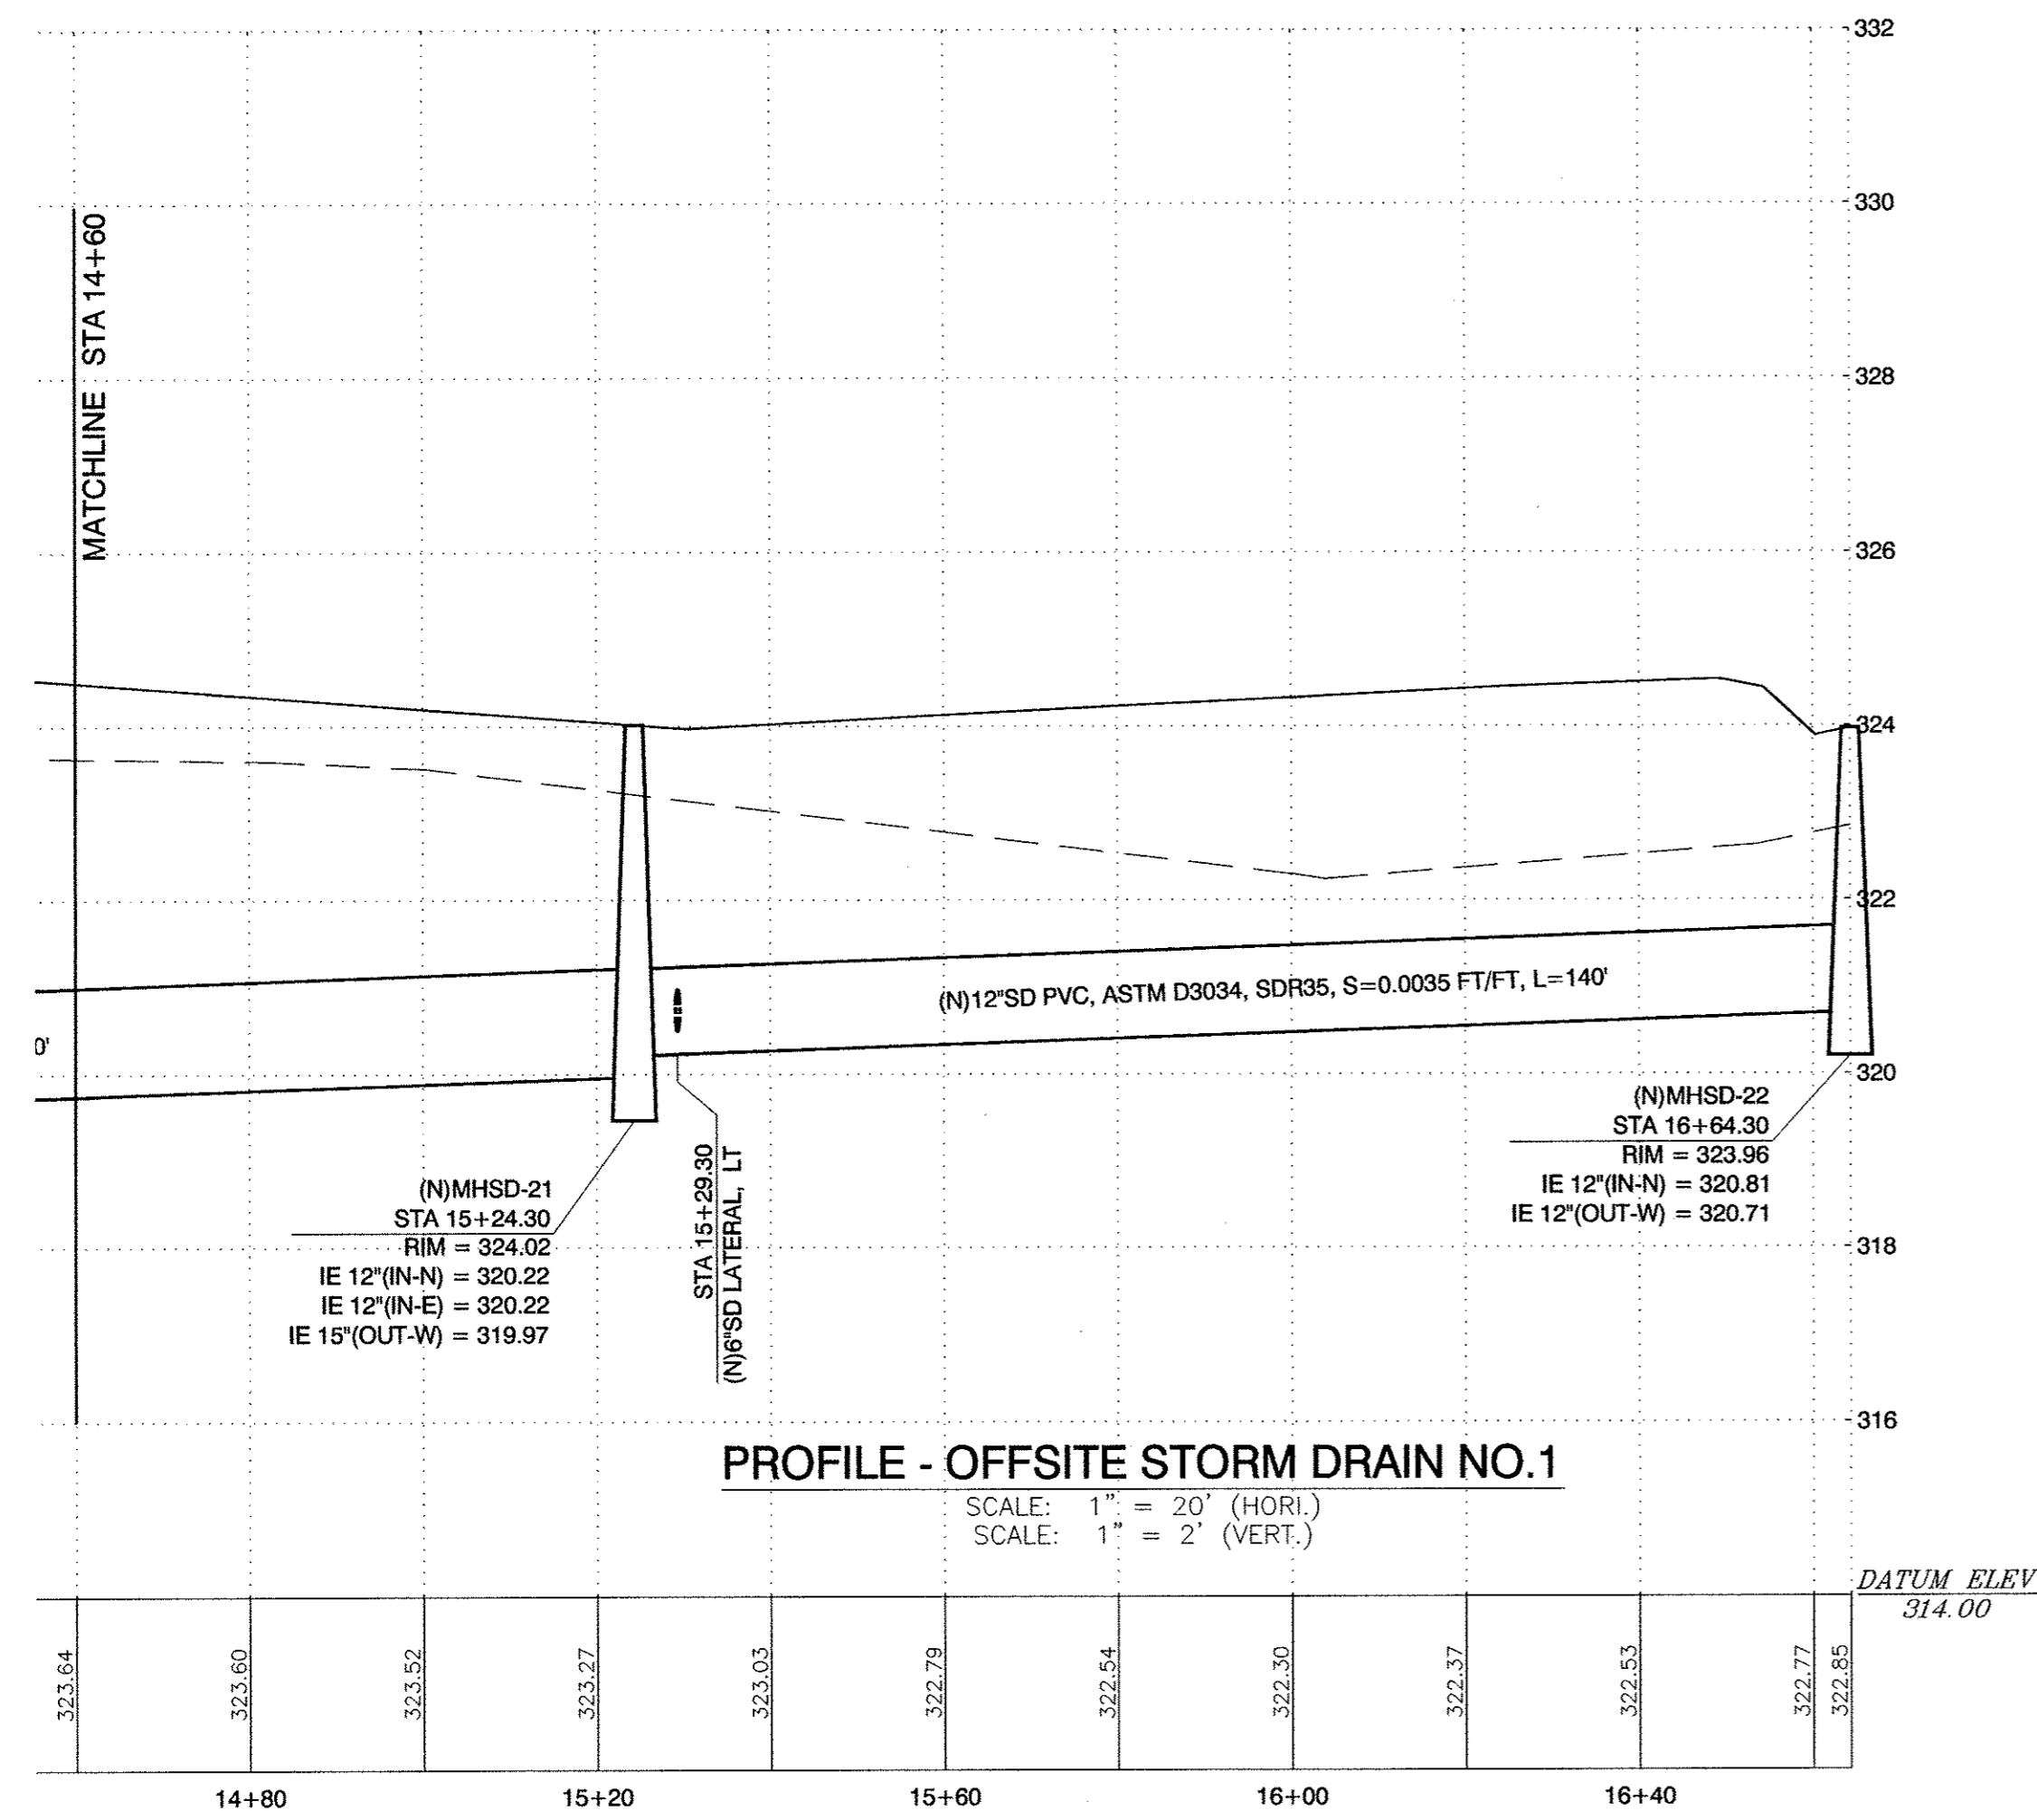 332
330
328
326
324
322
320
318
316
MATCHLINE STA 14+60
(N)12"SD PVC, ASTM D3034, SDR35, S=0.0035 FT/FT, L=140'
0'
(N)MHSD-21
STA 15+24.30
RIM = 324.02
IE 12"(IN-N) = 320.22
IE 12"(IN-E) = 320.22
IE 15"(OUT-W) = 319.97
STA 15+29.30
(N)6"SD LATERAL, LT
(N)MHSD-22
STA 16+64.30
RIM = 323.96
IE 12"(IN-N) = 320.81
IE 12"(OUT-W) = 320.71
PROFILE - OFFSITE STORM DRAIN NO.1
SCALE: 1" = 20' (HORI.)
SCALE: 1" = 2' (VERT.)
DATUM ELEV
314.00
323.64
323.60
323.52
323.27
323.03
322.79
322.54
322.30
322.37
322.53
322.77
322.85
14+80
15+20
15+60
16+00
16+40